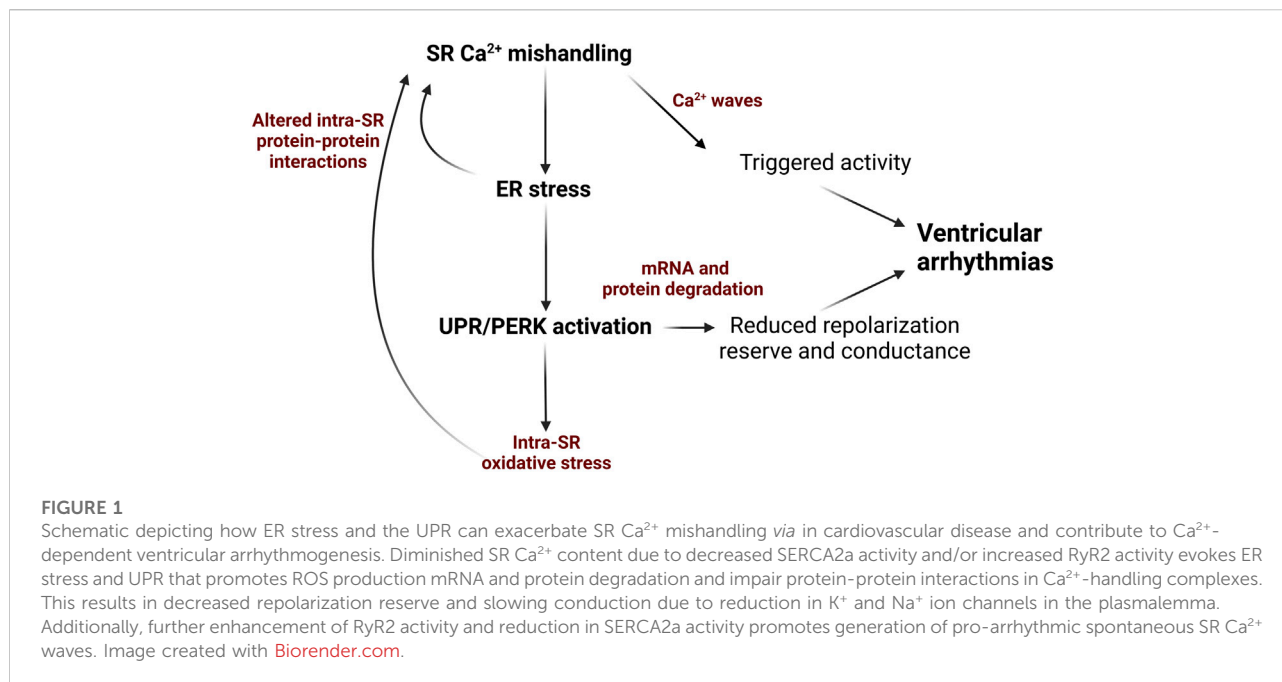 SR Ca²⁺ mishandling
Ca²⁺ waves
Altered intra-SR
protein-protein
interactions
Triggered activity
ER stress
Ventricular
arrhythmias
mRNA and
protein degradation
UPR/PERK activation
Reduced repolarization
reserve and conductance
Intra-SR
oxidative stress
FIGURE 1
Schematic depicting how ER stress and the UPR can exacerbate SR Ca²⁺ mishandling via in cardiovascular disease and contribute to Ca²⁺-
dependent ventricular arrhythmogenesis. Diminished SR Ca²⁺ content due to decreased SERCA2a activity and/or increased RyR2 activity evokes ER
stress and UPR that promotes ROS production mRNA and protein degradation and impair protein-protein interactions in Ca²⁺-handling complexes.
This results in decreased repolarization reserve and slowing conduction due to reduction in K⁺ and Na⁺ ion channels in the plasmalemma.
Additionally, further enhancement of RyR2 activity and reduction in SERCA2a activity promotes generation of pro-arrhythmic spontaneous SR Ca²⁺
waves. Image created with Biorender.com.